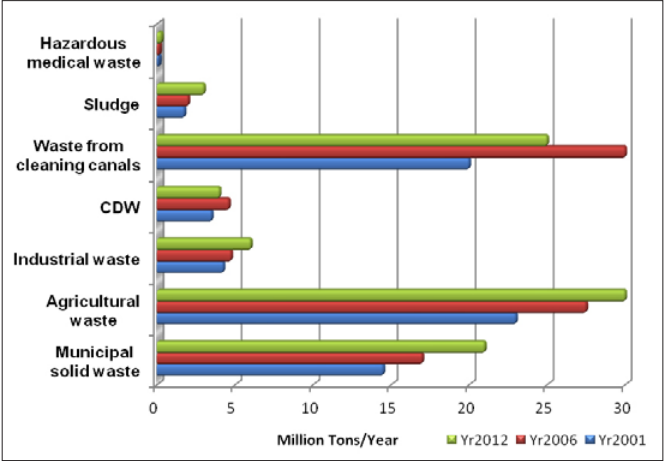 Hazardous
medical waste
Sludge
Waste from
cleaning canals
CDW
Industrial waste
Agricultural
waste
Municipal
solid waste
0 5 10 15 20 25 30
Million Tons/Year
Yr2012 Yr2006 Yr2001